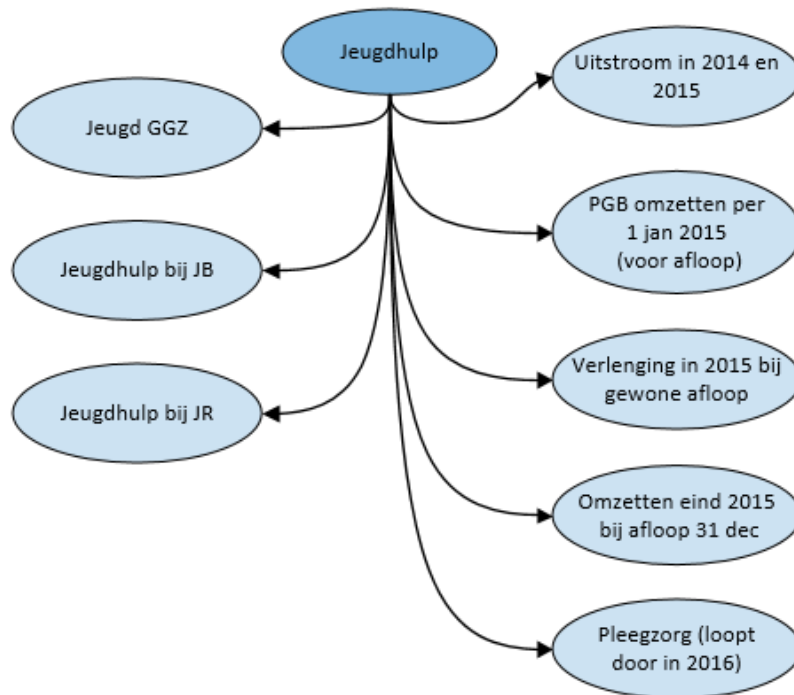 Jeugdhulp
Jeugd GGZ
Jeugdhulp bij JB
Jeugdhulp bij JR
Uitstroom in 2014 en
2015
PGB omzetten per
1 jan 2015
(voor afloop)
Verlenging in 2015 bij
gewone afloop
Omzetten eind 2015
bij afloop 31 dec
Pleegzorg (loopt
door in 2016)